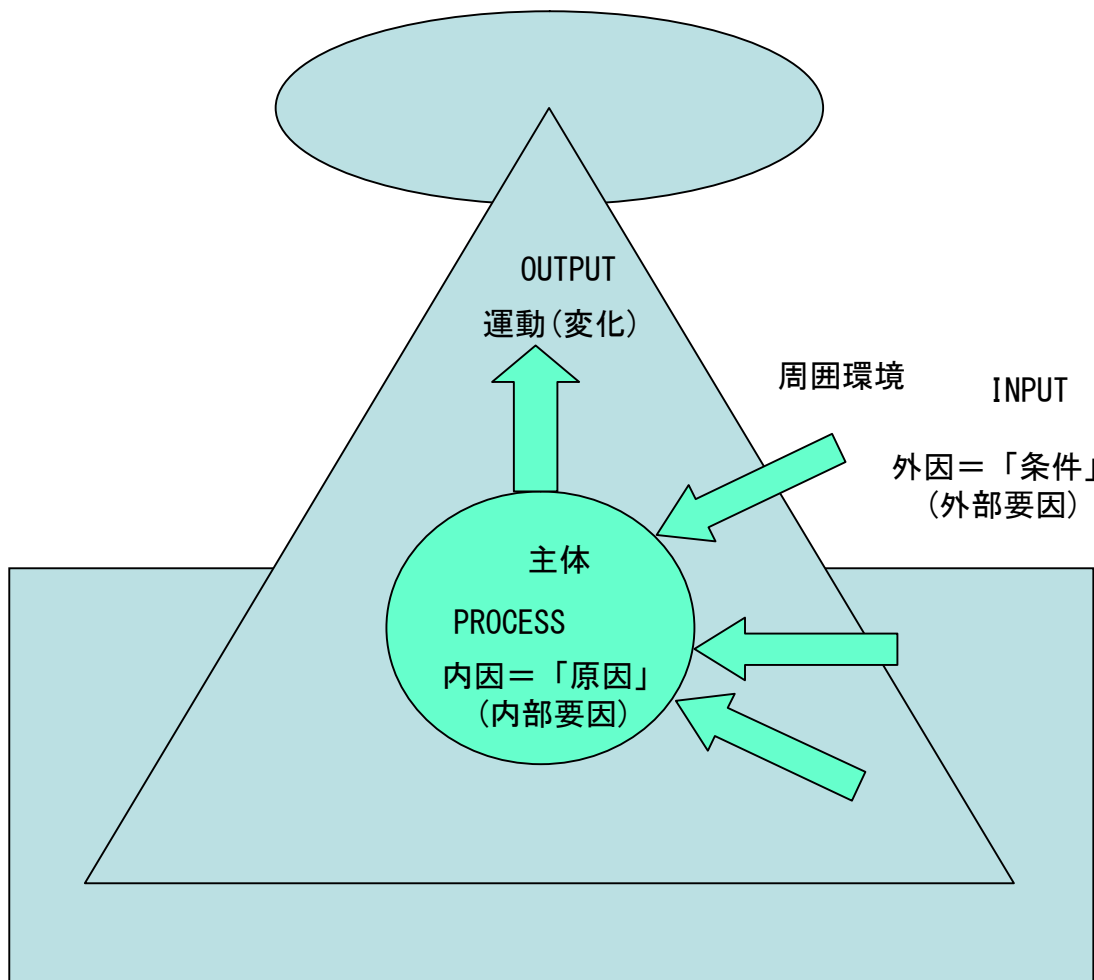 OUTPUT
運動(変化)
周囲環境
INPUT
外因＝「条件」
(外部要因)
主体
PROCESS
内因＝「原因」
(内部要因)